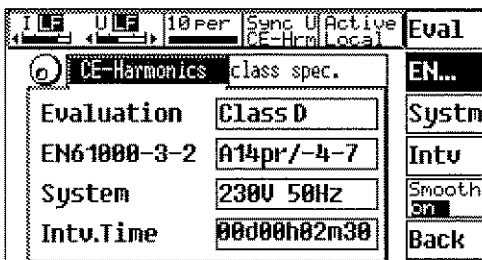 I LF U LF 10 per Sync U Active Eval
CE-Hrm Local
CE-Harmonics class spec. EN...
Evaluation Class D Systm
EN61000-3-2 A14pr/-4-7 Intv
System 230V 50Hz Smooth
on
Intv.Time 00d00h02m30 Back